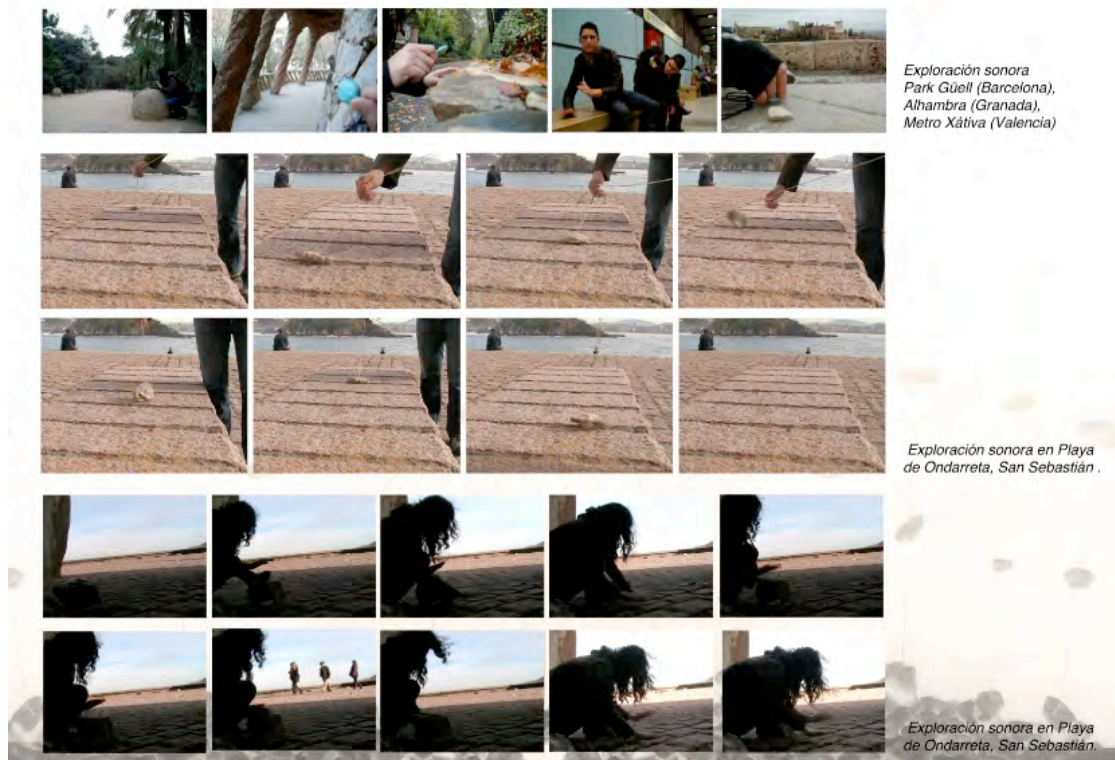 Exploración sonora
Park Güell (Barcelona),
Alhambra (Granada),
Metro Xátiva (Valencia)
Exploración sonora en Playa
de Ondarreta, San Sebastián .
Exploración sonora en Playa
de Ondarreta, San Sebastián.